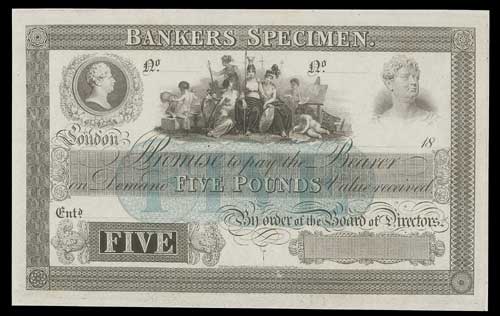 BANKERS SPECIMEN.
No. No.
London 18
I Promise to pay the Bearer
on Demand FIVE POUNDS Value received
Entd. By order of the Board of Directors.
FIVE